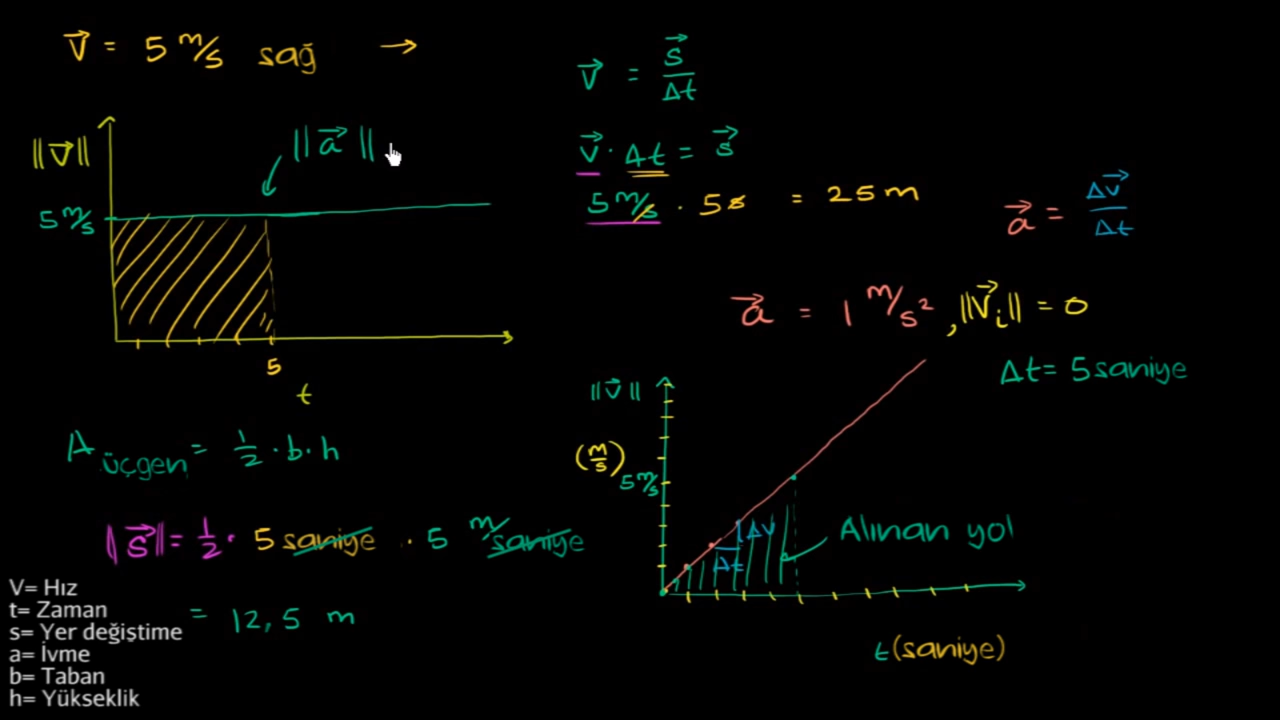 V⃗ = 5 m/s sağ →
‖V⃗‖
‖a⃗‖
5 m/s
5
t
A üçgen = 1/2 · b · h
‖S⃗‖ = 1/2 · 5 saniye · 5 m/saniye
= 12,5 m
V= Hız
t= Zaman
s= Yer değiştime
a= İvme
b= Taban
h= Yükseklik
V⃗ = S⃗/Δt
V⃗ · Δt = S⃗
5 m/s · 5s = 25 m
a⃗ = ΔV⃗/Δt
a⃗ = 1 m/s², ‖V⃗i‖ = 0
Δt = 5 saniye
‖V⃗‖
(m/s)
5 m/s
ΔV
Δt
Alınan yol
t(saniye)